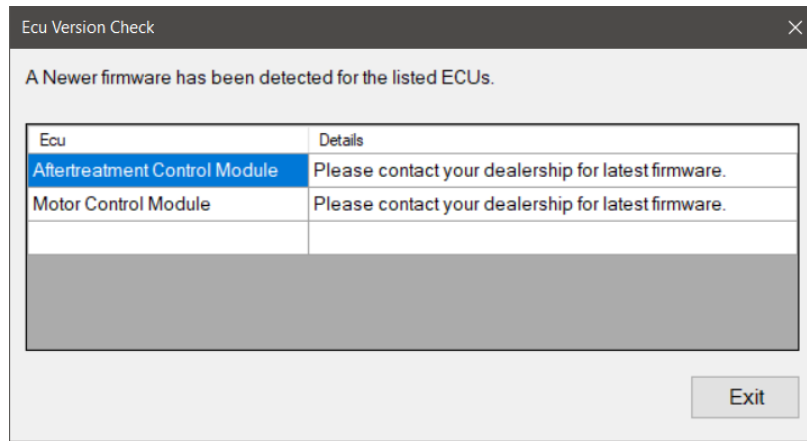 Ecu Version Check
A Newer firmware has been detected for the listed ECUs.
Ecu Details
Aftertreatment Control Module Please contact your dealership for latest firmware.
Motor Control Module Please contact your dealership for latest firmware.
Exit